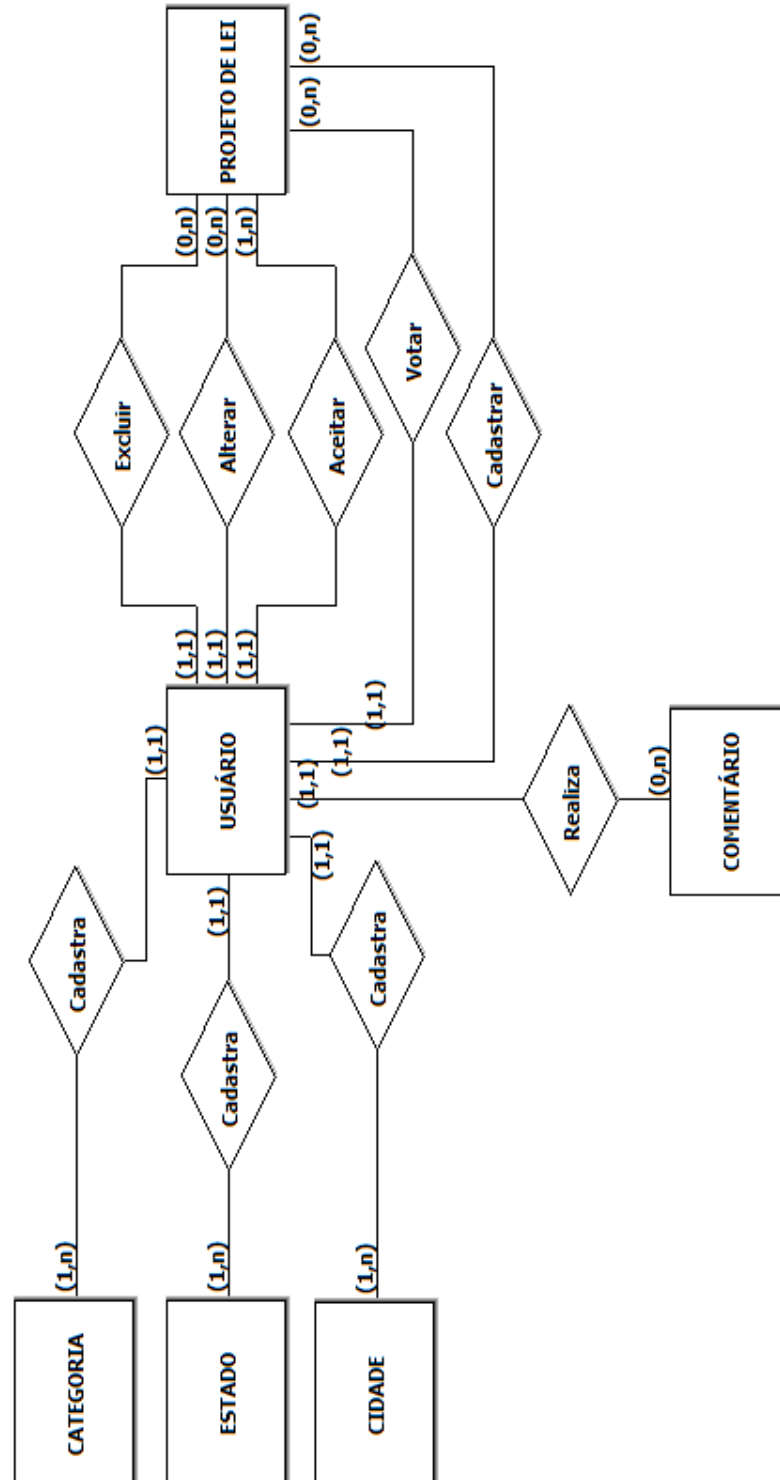 CATEGORIA
(1,n)
Cadastra
(1,1)
ESTADO
(1,n)
Cadastra
(1,1)
CIDADE
(1,n)
Cadastra
(1,1)
USUÁRIO
(1,1)
Excluir
(0,n)
(1,1)
Alterar
(0,n)
(1,1)
Aceitar
(1,n)
PROJETO DE LEI
(1,1)
Votar
(0,n)
(1,1)
Cadastrar
(0,n)
(1,1)
Realiza
(0,n)
COMENTÁRIO